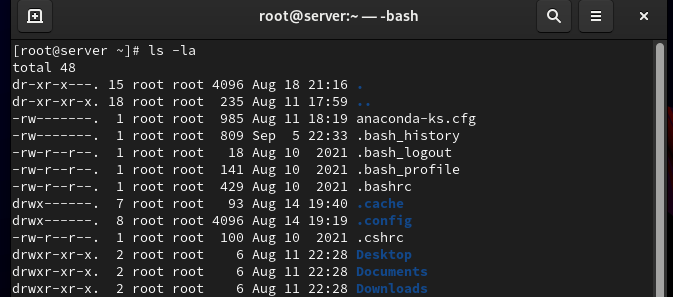 root@server:~ — -bash
[root@server ~]# ls -la
total 48
dr-xr-x---. 15 root root 4096 Aug 18 21:16 .
dr-xr-xr-x. 18 root root  235 Aug 11 17:59 ..
-rw-------.  1 root root  985 Aug 11 18:19 anaconda-ks.cfg
-rw-------.  1 root root  809 Sep  5 22:33 .bash_history
-rw-r--r--.  1 root root   18 Aug 10  2021 .bash_logout
-rw-r--r--.  1 root root  141 Aug 10  2021 .bash_profile
-rw-r--r--.  1 root root  429 Aug 10  2021 .bashrc
drwx------.  7 root root   93 Aug 14 19:40 .cache
drwx------.  8 root root 4096 Aug 14 19:19 .config
-rw-r--r--.  1 root root  100 Aug 10  2021 .cshrc
drwxr-xr-x.  2 root root    6 Aug 11 22:28 Desktop
drwxr-xr-x.  2 root root    6 Aug 11 22:28 Documents
drwxr-xr-x.  2 root root    6 Aug 11 22:28 Downloads